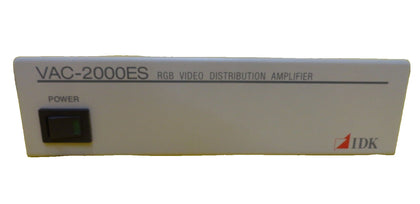 VAC-2000ES RGB VIDEO DISTRIBUTION AMPLIFIER
POWER
IDK